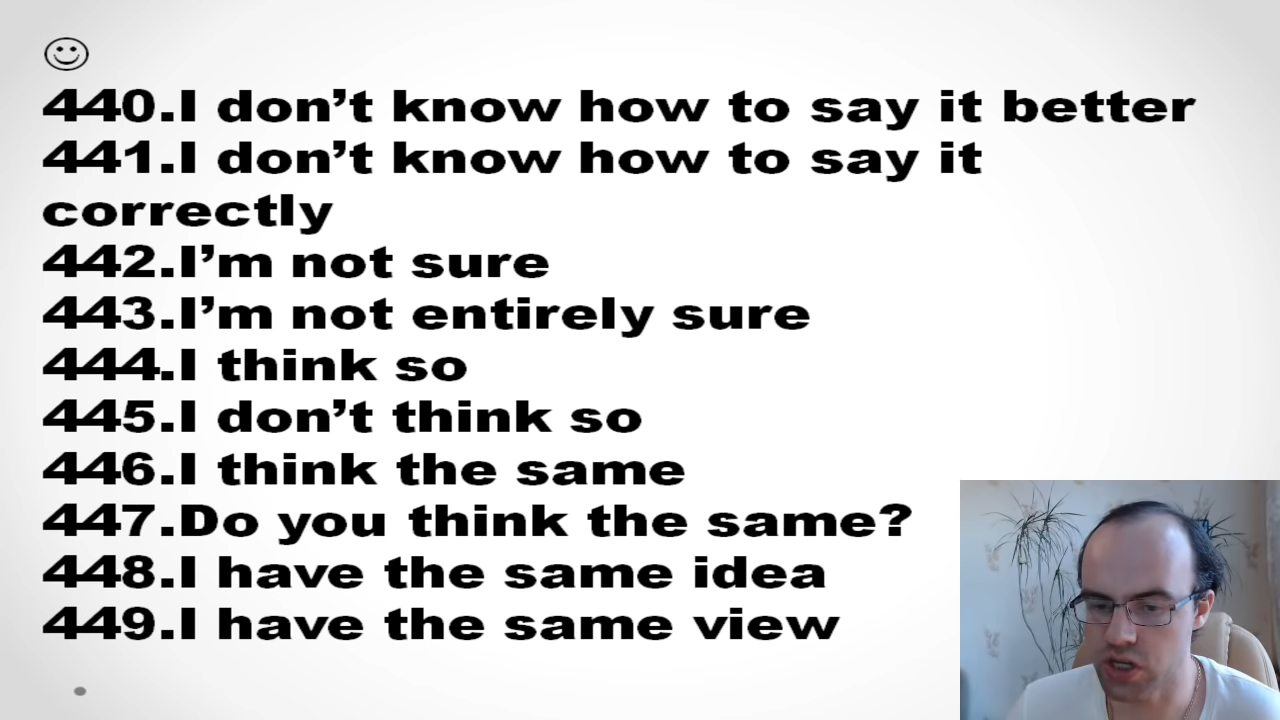 440.I don’t know how to say it better
441.I don’t know how to say it
correctly
442.I’m not sure
443.I’m not entirely sure
444.I think so
445.I don’t think so
446.I think the same
447.Do you think the same?
448.I have the same idea
449.I have the same view